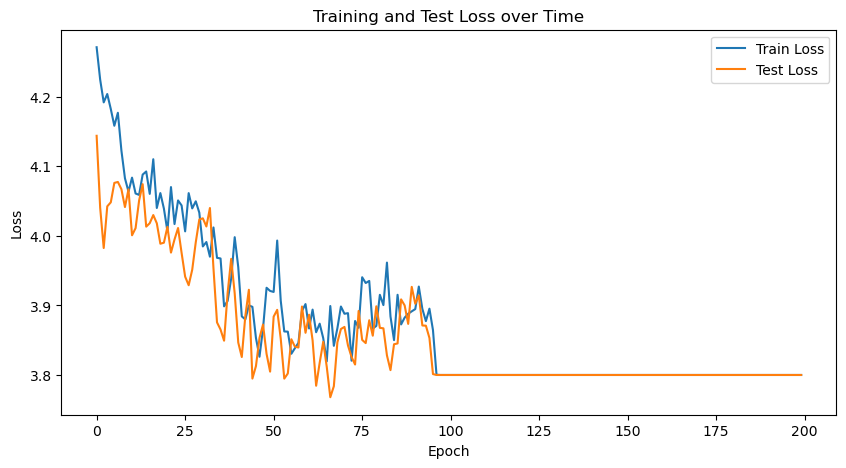 Training and Test Loss over Time
Train Loss
Test Loss
4.2
4.1
4.0
3.9
3.8
Loss
0 25 50 75 100 125 150 175 200
Epoch